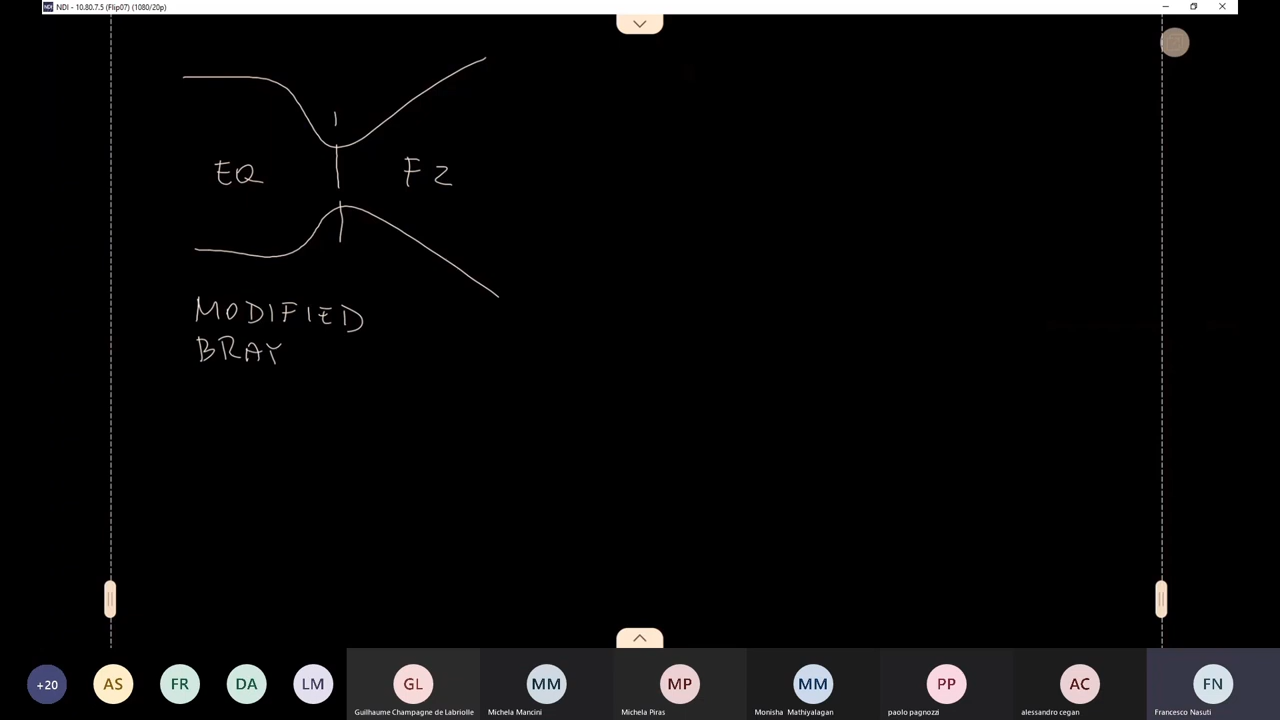 NDI - 10.80.7.5 (Flip07) (1080/20p)
EQ FZ
MODIFIED
BRAY
+20 AS FR DA LM GL MM MP MM PP AC FN
Guilhaume Champagne de Labriolle Michela Mancini Michela Piras Monisha Mathiyalagan paolo pagnozzi alessandro cegan Francesco Nasuti